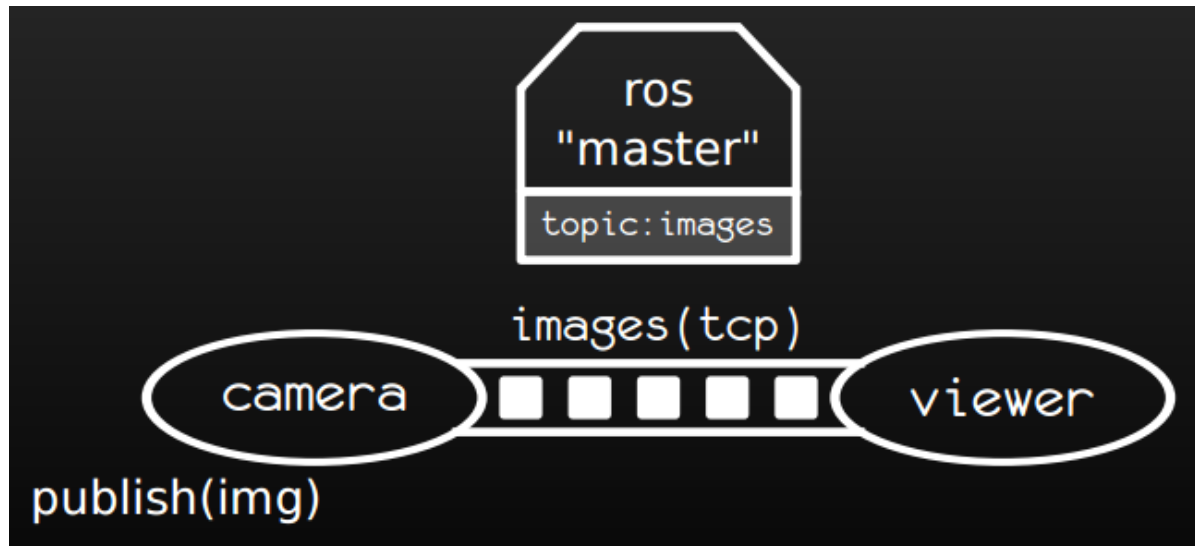 ros
"master"
topic:images
images(tcp)
camera
viewer
publish(img)